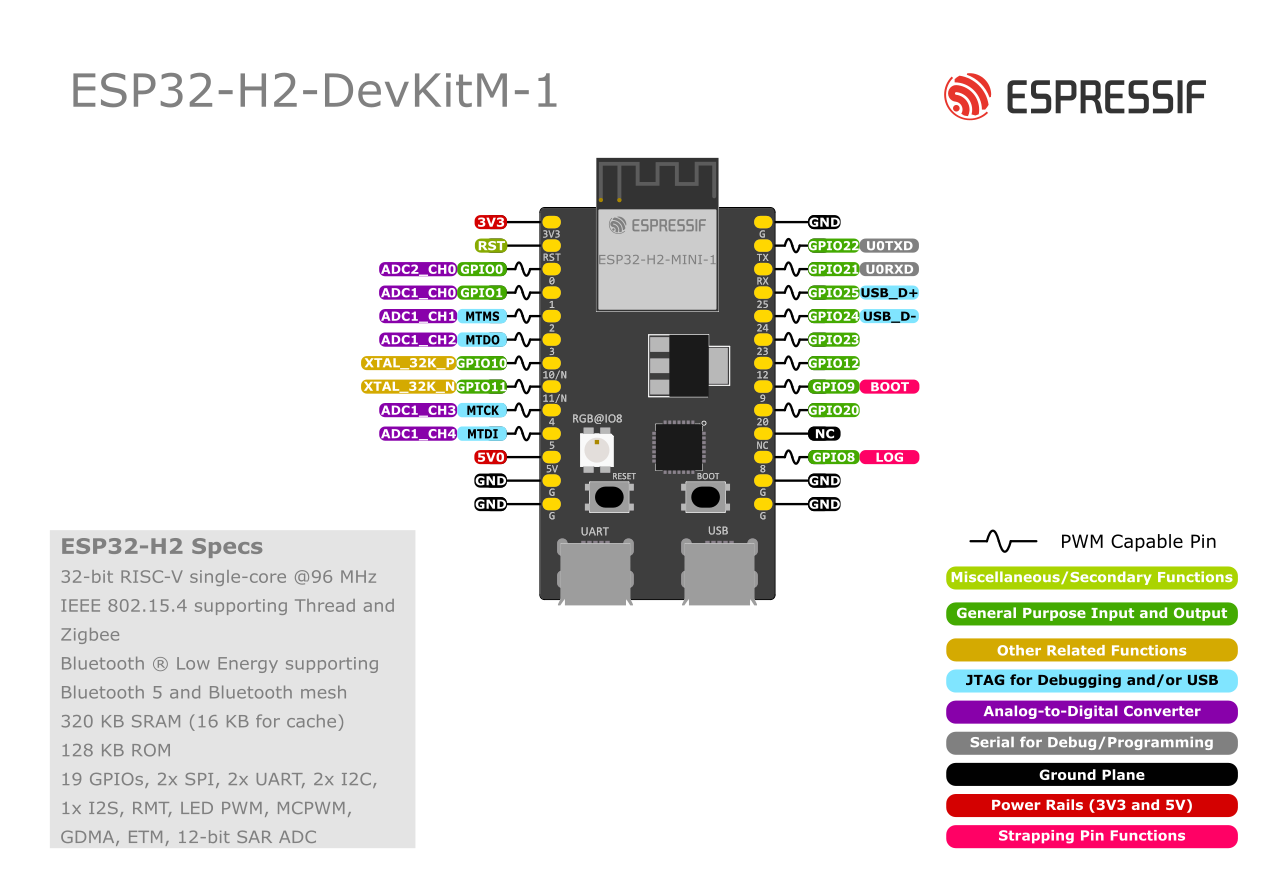 ESP32-H2-DevKitM-1
ESPRESSIF
ESPRESSIF
ESP32-H2-MINI-1
3V3 3V3 G GND
RST RST TX GPIO22 U0TXD
ADC2_CH0 GPIO0 0 RX GPIO21 U0RXD
ADC1_CH0 GPIO1 1 25 GPIO25 USB_D+
ADC1_CH1 MTMS 2 24 GPIO24 USB_D-
ADC1_CH2 MTDO 3 23 GPIO23
XTAL_32K_P GPIO10 10/N 12 GPIO12
XTAL_32K_N GPIO11 11/N 9 GPIO9 BOOT
ADC1_CH3 MTCK 4 RGB@IO8 20 GPIO20
ADC1_CH4 MTDI 5 NC NC
5V0 5V 8 GPIO8 LOG
GND G RESET BOOT G GND
GND G G GND
UART USB
ESP32-H2 Specs
32-bit RISC-V single-core @96 MHz
IEEE 802.15.4 supporting Thread and
Zigbee
Bluetooth ® Low Energy supporting
Bluetooth 5 and Bluetooth mesh
320 KB SRAM (16 KB for cache)
128 KB ROM
19 GPIOs, 2x SPI, 2x UART, 2x I2C,
1x I2S, RMT, LED PWM, MCPWM,
GDMA, ETM, 12-bit SAR ADC
PWM Capable Pin
Miscellaneous/Secondary Functions
General Purpose Input and Output
Other Related Functions
JTAG for Debugging and/or USB
Analog-to-Digital Converter
Serial for Debug/Programming
Ground Plane
Power Rails (3V3 and 5V)
Strapping Pin Functions